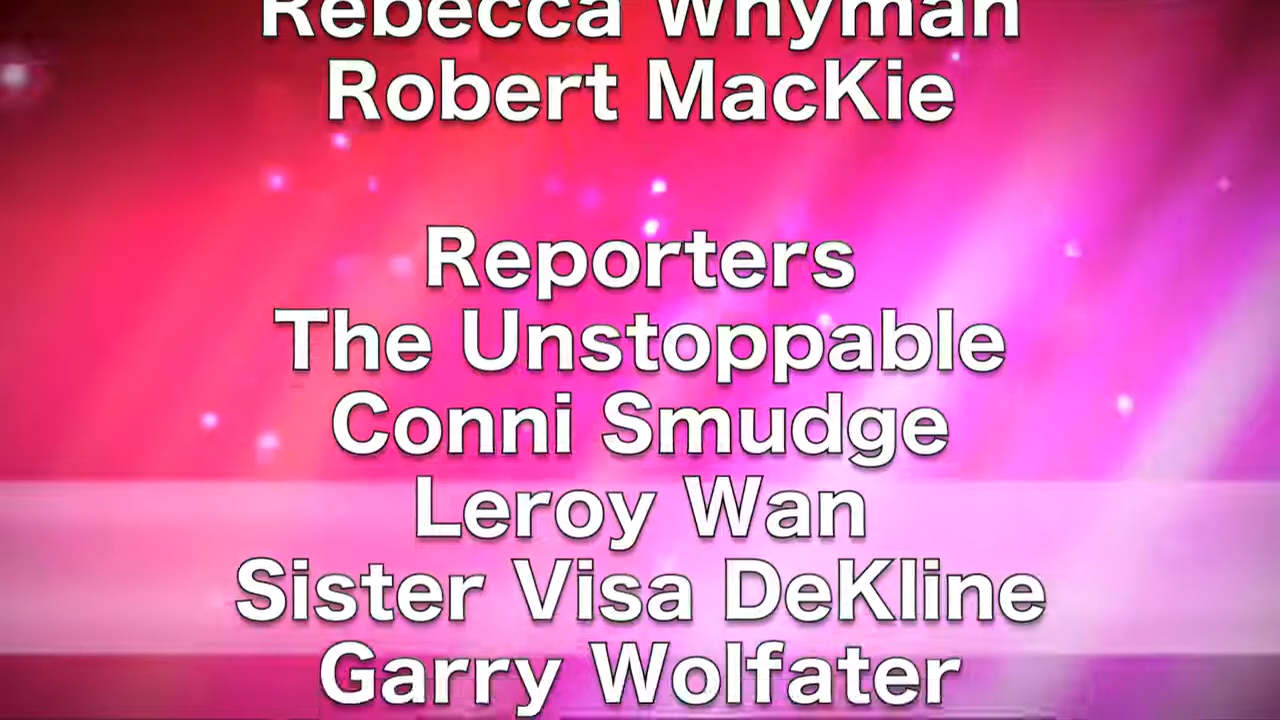 Rebecca Whyman
Robert MacKie
Reporters
The Unstoppable
Conni Smudge
Leroy Wan
Sister Visa DeKline
Garry Wolfater